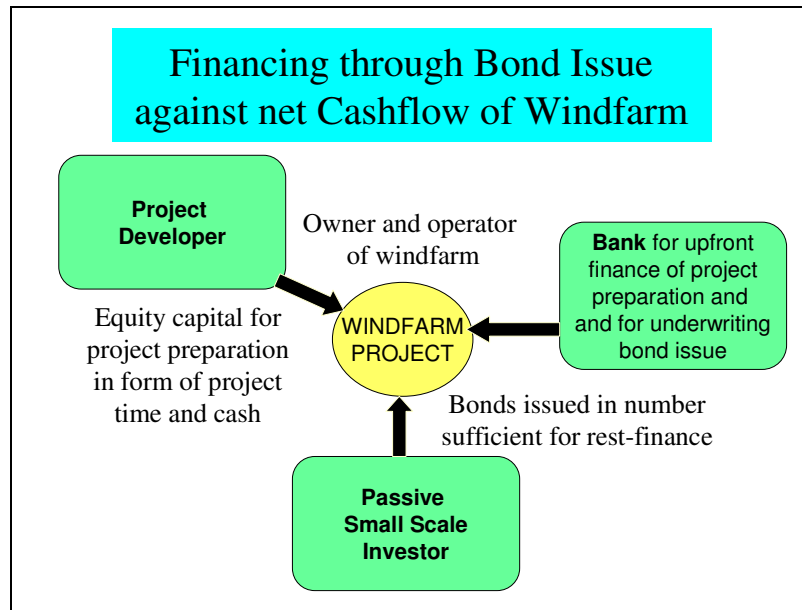 Financing through Bond Issue
against net Cashflow of Windfarm
Project
Developer
Owner and operator
of windfarm
Bank for upfront
finance of project
preparation and
and for underwriting
bond issue
WINDFARM
PROJECT
Equity capital for
project preparation
in form of project
time and cash
Bonds issued in number
sufficient for rest-finance
Passive
Small Scale
Investor